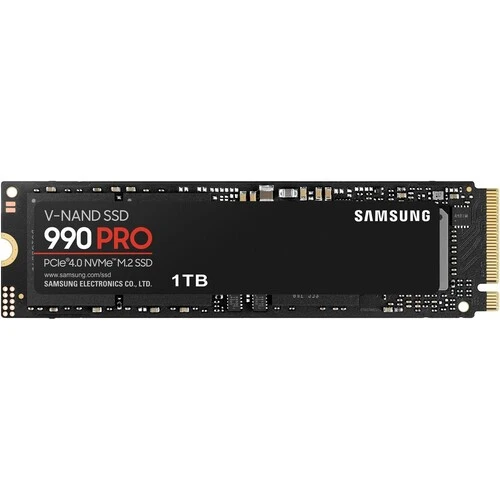 V-NAND SSD
990 PRO
PCIe® 4.0 NVMe™ M.2 SSD
www.samsung.com/ssd
SAMSUNG ELECTRONICS CO., LTD.
1TB
SAMSUNG